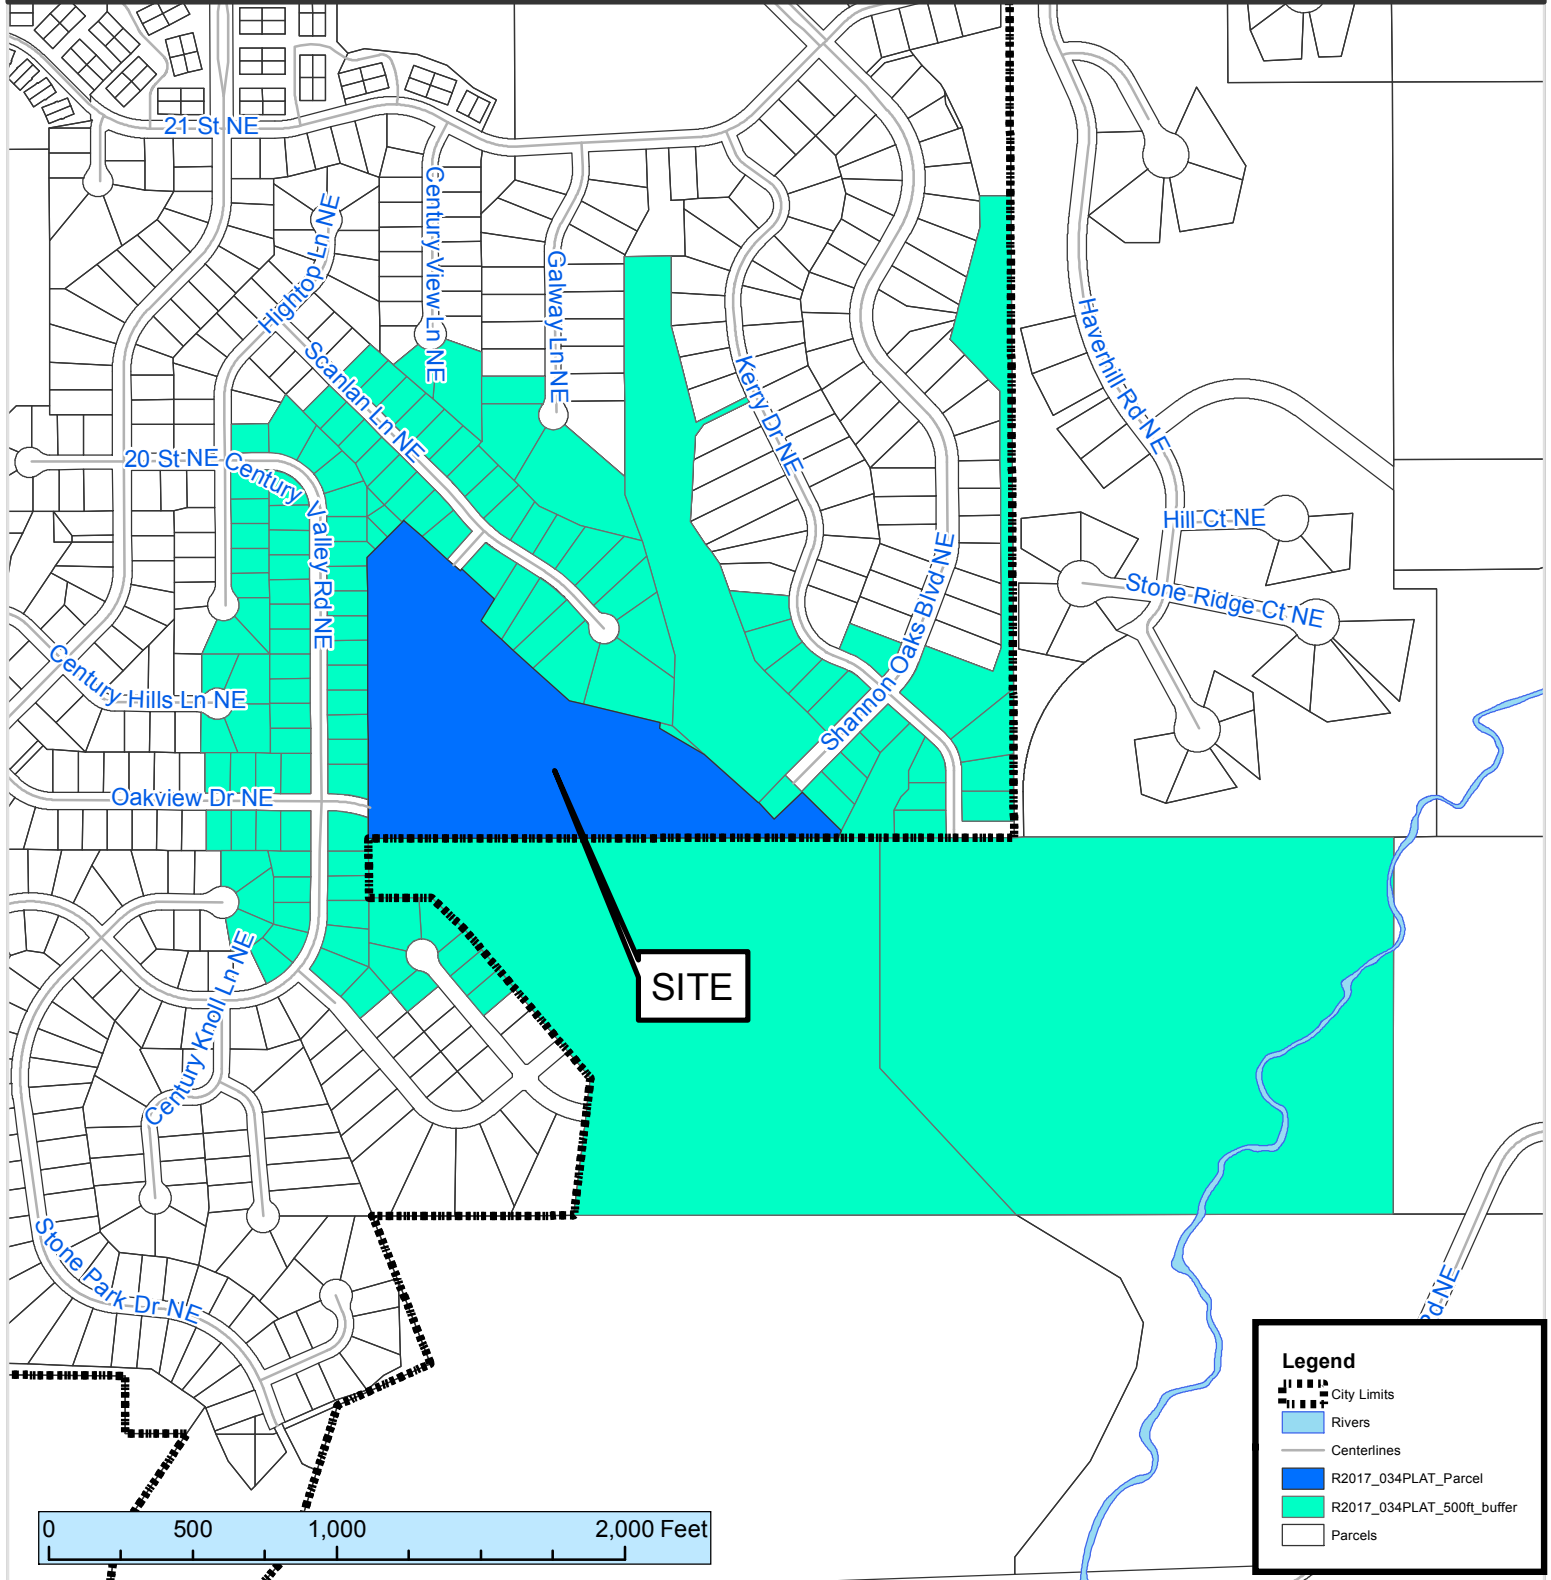 21 St NE
Hightop Ln NE
Century View Ln NE
Galway Ln NE
Haverhill Rd NE
Scanlan Ln NE
Kerry Dr NE
20 St NE
Century Valley Rd NE
Hill Ct NE
Stone Ridge Ct NE
Shannon Oaks Blvd NE
Century Hills Ln NE
Oakview Dr NE
SITE
Century Knoll Ln NE
Stone Park Dr NE
Rd NE
Legend
City Limits
Rivers
Centerlines
R2017_034PLAT_Parcel
R2017_034PLAT_500ft_buffer
Parcels
0 500 1,000 2,000 Feet